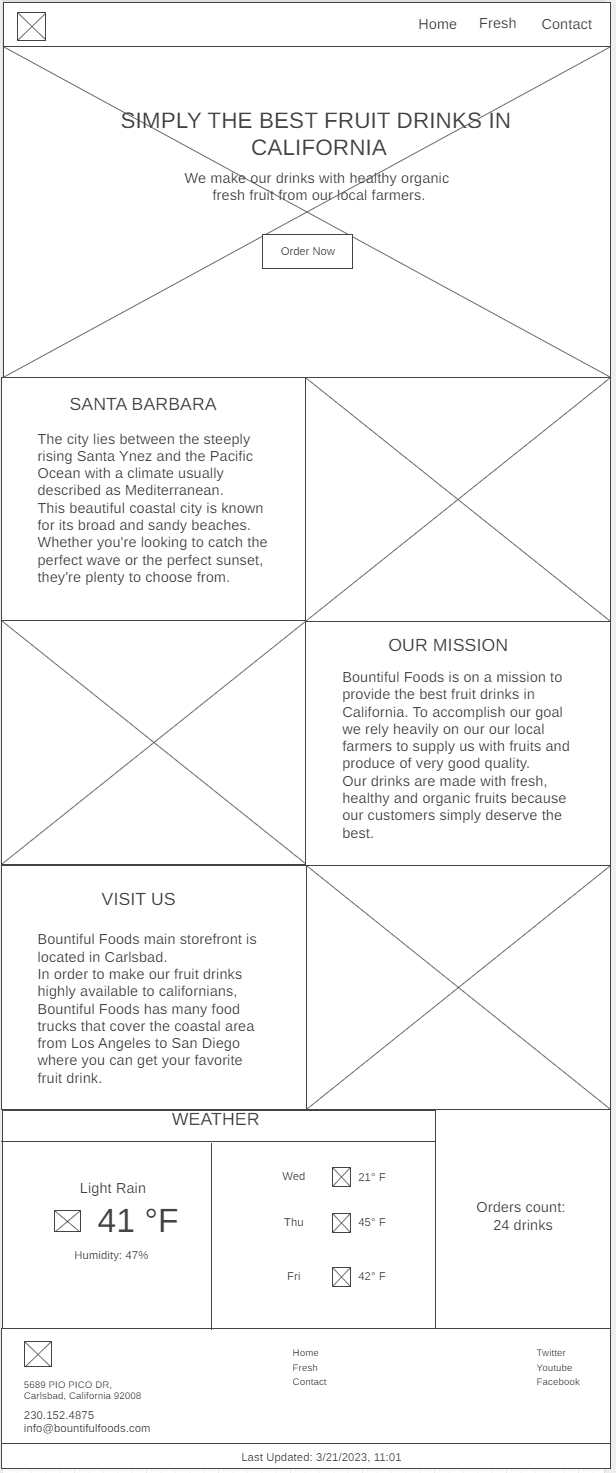 Home Fresh Contact
SIMPLY THE BEST FRUIT DRINKS IN
CALIFORNIA
We make our drinks with healthy organic
fresh fruit from our local farmers.
Order Now
SANTA BARBARA
The city lies between the steeply
rising Santa Ynez and the Pacific
Ocean with a climate usually
described as Mediterranean.
This beautiful coastal city is known
for its broad and sandy beaches.
Whether you're looking to catch the
perfect wave or the perfect sunset,
they're plenty to choose from.
OUR MISSION
Bountiful Foods is on a mission to
provide the best fruit drinks in
California. To accomplish our goal
we rely heavily on our our local
farmers to supply us with fruits and
produce of very good quality.
Our drinks are made with fresh,
healthy and organic fruits because
our customers simply deserve the
best.
VISIT US
Bountiful Foods main storefront is
located in Carlsbad.
In order to make our fruit drinks
highly available to californians,
Bountiful Foods has many food
trucks that cover the coastal area
from Los Angeles to San Diego
where you can get your favorite
fruit drink.
WEATHER
Light Rain
41 °F
Humidity: 47%
Wed 21° F
Thu 45° F
Fri 42° F
Orders count:
24 drinks
5689 PIO PICO DR,
Carlsbad, California 92008
230.152.4875
info@bountifulfoods.com
Home
Fresh
Contact
Twitter
Youtube
Facebook
Last Updated: 3/21/2023, 11:01